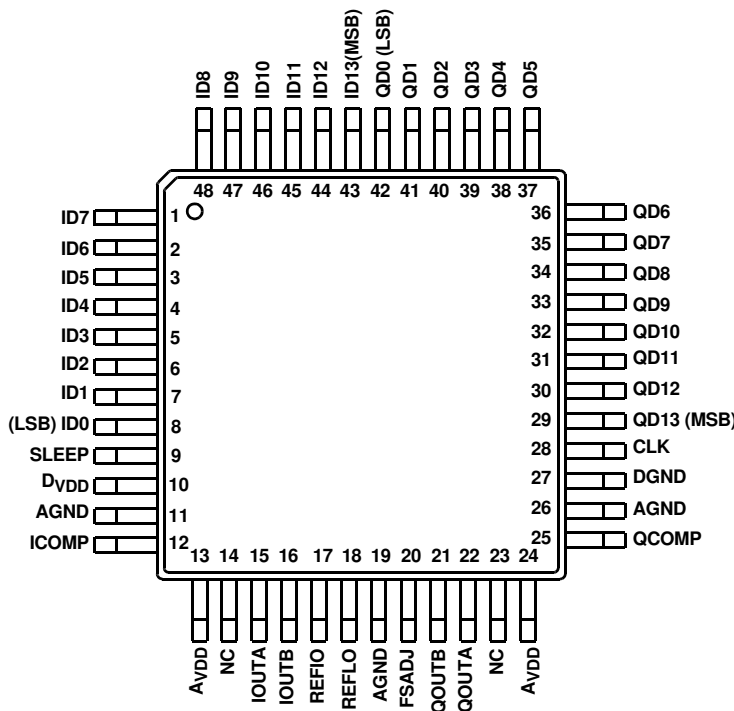 ID8
ID9
ID10
ID11
ID12
ID13(MSB)
QD0 (LSB)
QD1
QD2
QD3
QD4
QD5
48 47 46 45 44 43 42 41 40 39 38 37
ID7 1
ID6 2
ID5 3
ID4 4
ID3 5
ID2 6
ID1 7
(LSB) ID0 8
SLEEP 9
DVDD 10
AGND 11
ICOMP 12
36 QD6
35 QD7
34 QD8
33 QD9
32 QD10
31 QD11
30 QD12
29 QD13 (MSB)
28 CLK
27 DGND
26 AGND
25 QCOMP
13 14 15 16 17 18 19 20 21 22 23 24
AVDD
NC
IOUTA
IOUTB
REFIO
REFLO
AGND
FSADJ
QOUTB
QOUTA
NC
AVDD